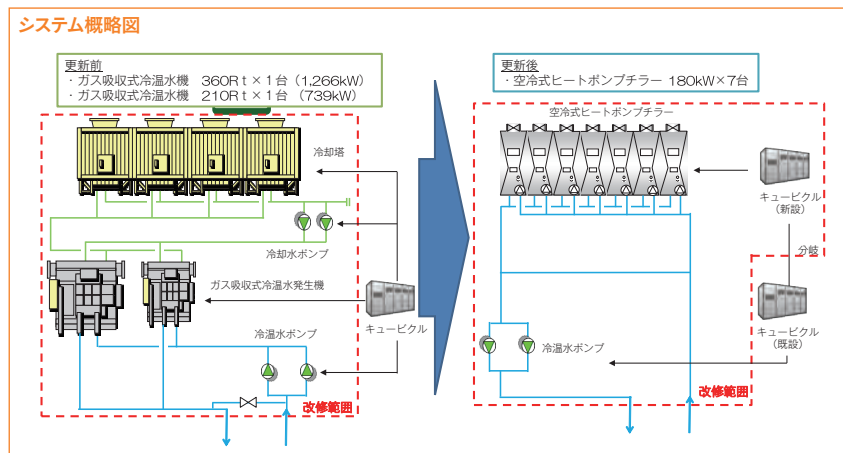 システム概略図
更新前
・ガス吸収式冷温水機 360Rt×1台(1,266kW)
・ガス吸収式冷温水機 210Rt×1台 (739kW)
冷却塔
冷却水ポンプ
ガス吸収式冷温水発生機
キュービクル
冷温水ポンプ
改修範囲
更新後
・空冷式ヒートポンプチラー 180kW×7台
空冷式ヒートポンプチラー
キュービクル
(新設)
分岐
キュービクル
(既設)
冷温水ポンプ
改修範囲